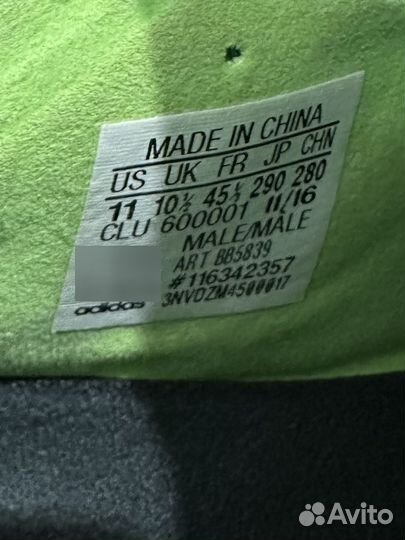 MADE IN CHINA
US UK FR JP CHN
11 10½ 45⅓ 290 280
CLU 600001 11/16
MALE/MALE
ART BB5839
#116342357
3NVDZM4500017
adidas
Avito